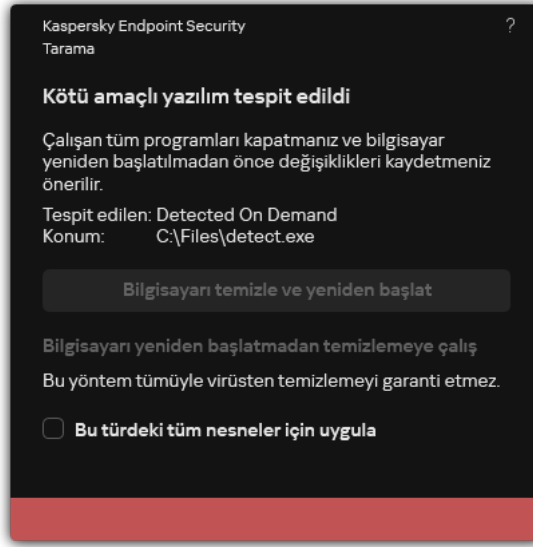 Kaspersky Endpoint Security
?
Tarama
Kötü amaçlı yazılım tespit edildi
Çalışan tüm programları kapatmanız ve bilgisayar
yeniden başlatılmadan önce değişiklikleri kaydetmeniz
önerilir.
Tespit edilen: Detected On Demand
Konum: C:\Files\detect.exe
Bilgisayarı temizle ve yeniden başlat
Bilgisayarı yeniden başlatmadan temizlemeye çalış
Bu yöntem tümüyle virüsten temizlemeyi garanti etmez.
Bu türdeki tüm nesneler için uygula